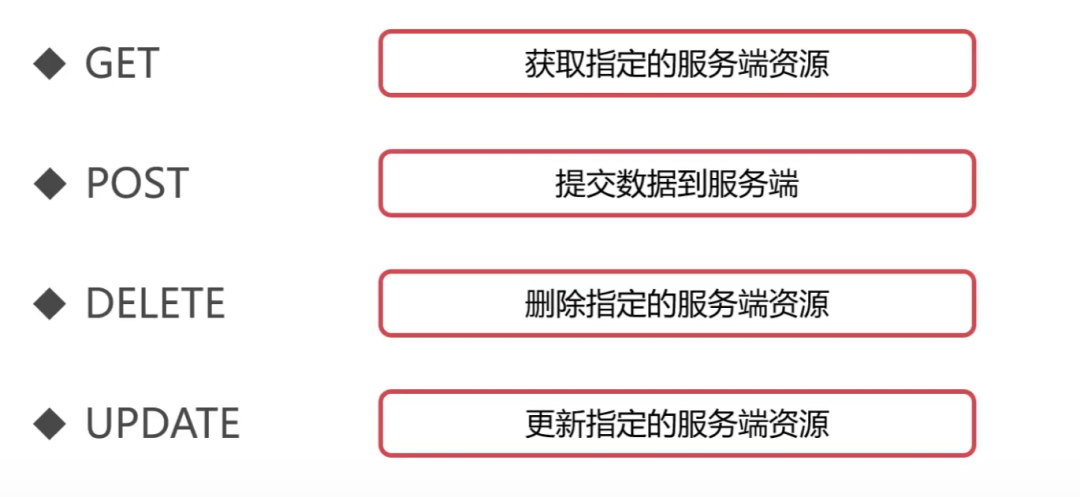 GET 获取指定的服务端资源
POST 提交数据到服务端
DELETE 删除指定的服务端资源
UPDATE 更新指定的服务端资源